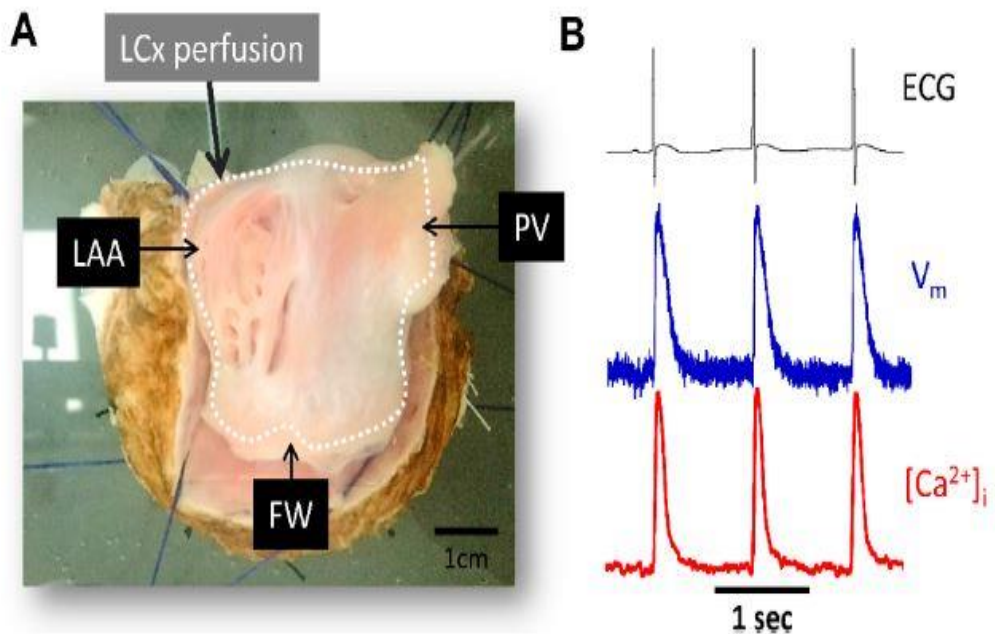 A
LCx perfusion
LAA
PV
FW
1cm
B
ECG
Vₘ
[Ca²⁺]ᵢ
1 sec